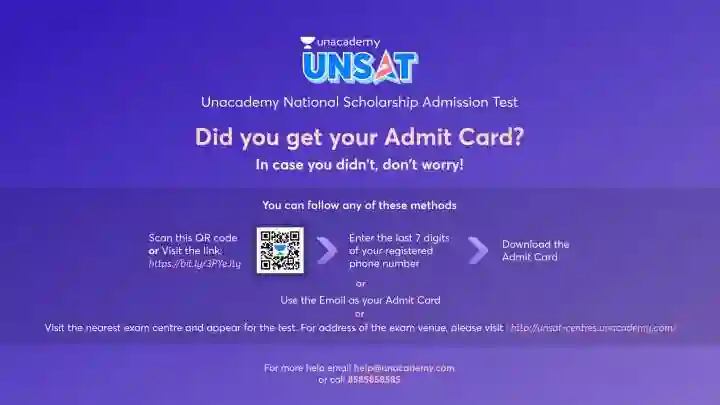 unacademy
UNSAT
Unacademy National Scholarship Admission Test
Did you get your Admit Card?
In case you didn't, don't worry!
You can follow any of these methods
Scan this QR code
or Visit the link:
https://bit.ly/3PYeJLy
Enter the last 7 digits
of your registered
phone number
Download the
Admit Card
or
Use the Email as your Admit Card
or
Visit the nearest exam centre and appear for the test. For address of the exam venue, please visit : http://unsat-centres.unacademy.com/
For more help email help@unacademy.com
or call 8585858585